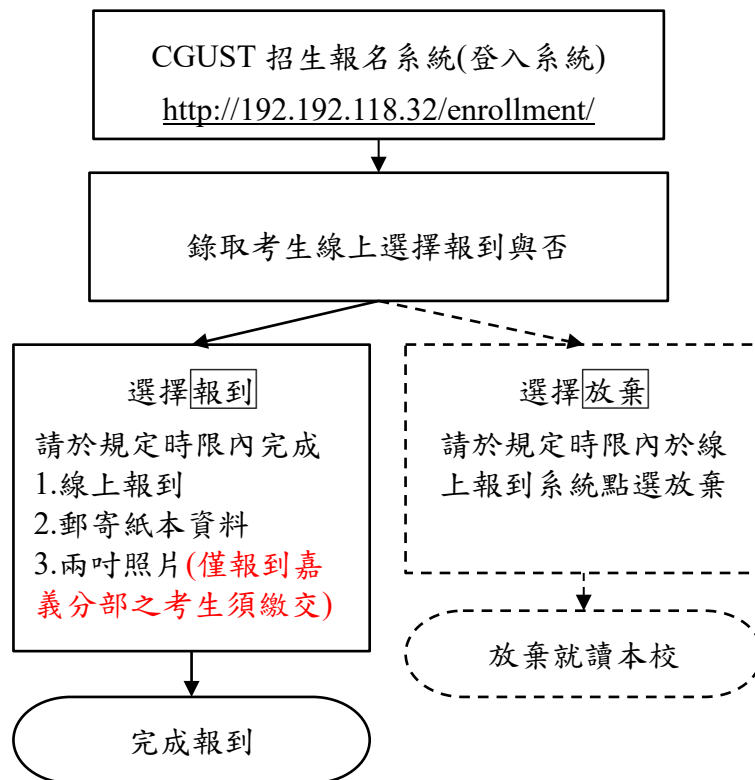 CGUST 招生報名系統(登入系統)
http://192.192.118.32/enrollment/
錄取考生線上選擇報到與否
選擇報到
請於規定時限內完成
1.線上報到
2.郵寄紙本資料
3.兩吋照片(僅報到嘉
義分部之考生須繳交)
完成報到
選擇放棄
請於規定時限內於線
上報到系統點選放棄
放棄就讀本校